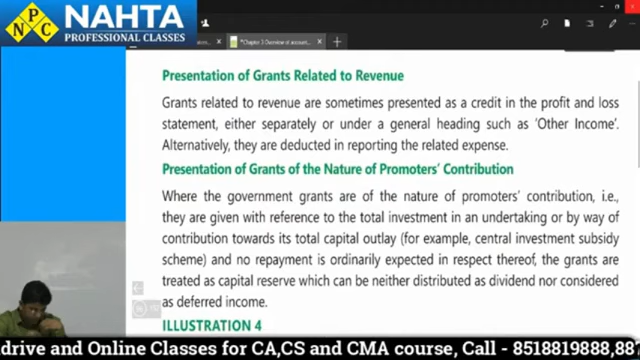 NAHTA
NPC
PROFESSIONAL CLASSES
*Chapter 3 Overview of account
Presentation of Grants Related to Revenue
Grants related to revenue are sometimes presented as a credit in the profit and loss
statement, either separately or under a general heading such as 'Other Income'.
Alternatively, they are deducted in reporting the related expense.
Presentation of Grants of the Nature of Promoters' Contribution
Where the government grants are of the nature of promoters' contribution, i.e.,
they are given with reference to the total investment in an undertaking or by way of
contribution towards its total capital outlay (for example, central investment subsidy
scheme) and no repayment is ordinarily expected in respect thereof, the grants are
treated as capital reserve which can be neither distributed as dividend nor considered
as deferred income.
ILLUSTRATION 4
drive and Online Classes for CA,CS and CMA course, Call - 8518819888,887